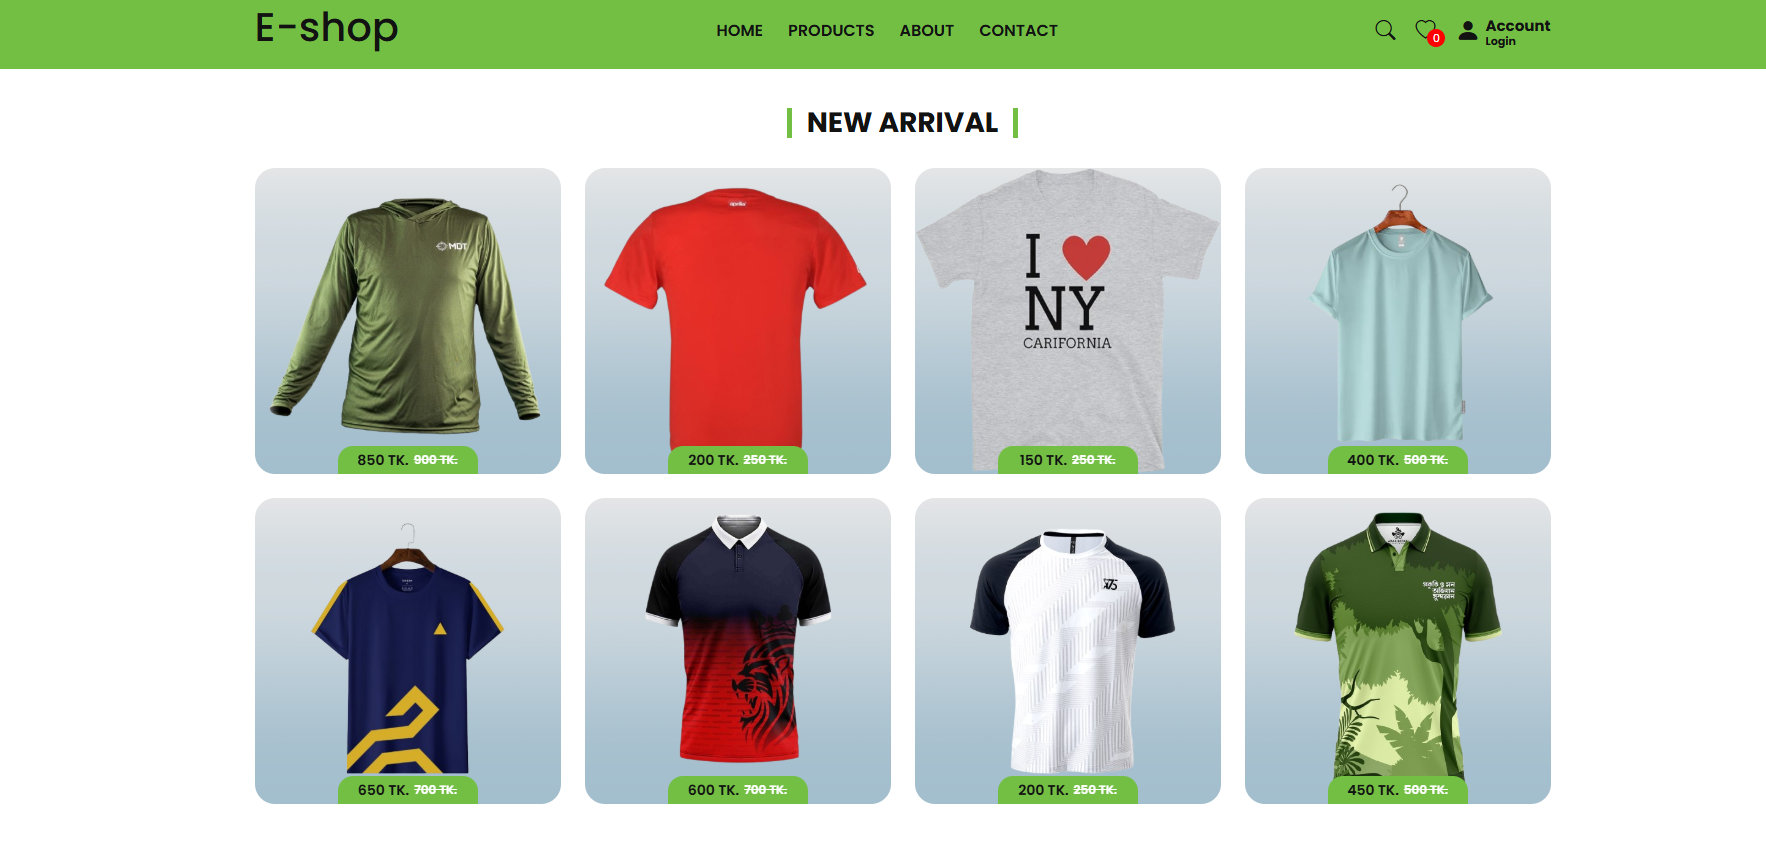 E-shop
HOME PRODUCTS ABOUT CONTACT
0
Account
Login
NEW ARRIVAL
MDT
aprilia
I
NY
CARIFORNIA
850 TK. 900 TK.
200 TK. 250 TK.
150 TK. 250 TK.
400 TK. 500 TK.
650 TK. 700 TK.
600 TK. 700 TK.
200 TK. 250 TK.
450 TK. 500 TK.